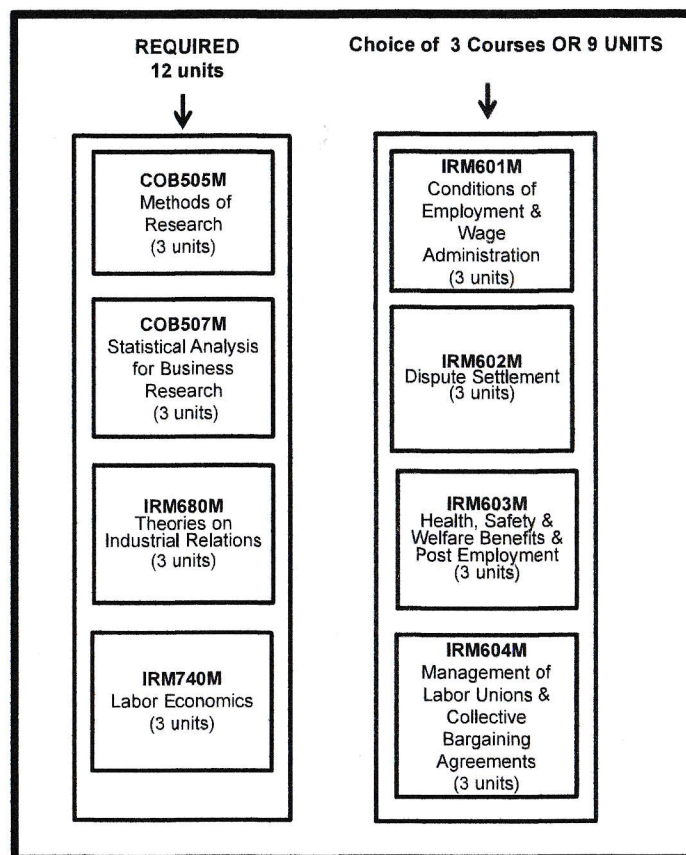 REQUIRED
12 units
COB505M
Methods of
Research
(3 units)
COB507M
Statistical Analysis
for Business
Research
(3 units)
IRM680M
Theories on
Industrial Relations
(3 units)
IRM740M
Labor Economics
(3 units)
Choice of 3 Courses OR 9 UNITS
IRM601M
Conditions of
Employment &
Wage
Administration
(3 units)
IRM602M
Dispute Settlement
(3 units)
IRM603M
Health, Safety &
Welfare Benefits &
Post Employment
(3 units)
IRM604M
Management of
Labor Unions &
Collective
Bargaining
Agreements
(3 units)